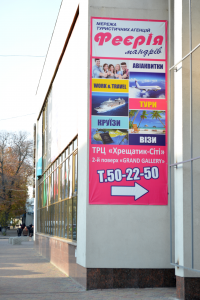 МЕРЕЖА
ТУРИСТИЧНИХ АГЕНЦІЙ
Феєрія
мандрів
АВІАКВИТКИ
WORK & TRAVEL
ТУРИ
КРУЇЗИ
ВІЗИ
ТРЦ «Хрещатик-Сіті»
2-й поверх «GRAND GALLERY»
Т.50-22-50